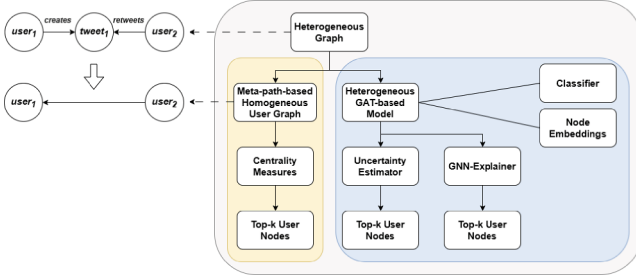 creates
retweets
user1
tweet1
user2
Heterogeneous
Graph
user1
user2
Meta-path-based
Homogeneous
User Graph
Heterogeneous
GAT-based
Model
Classifier
Node
Embeddings
Centrality
Measures
Uncertainty
Estimator
GNN-Explainer
Top-k User
Nodes
Top-k User
Nodes
Top-k User
Nodes